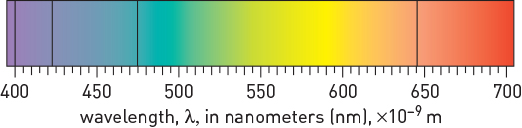 400 450 500 550 600 650 700
wavelength, λ, in nanometers (nm), ×10⁻⁹ m